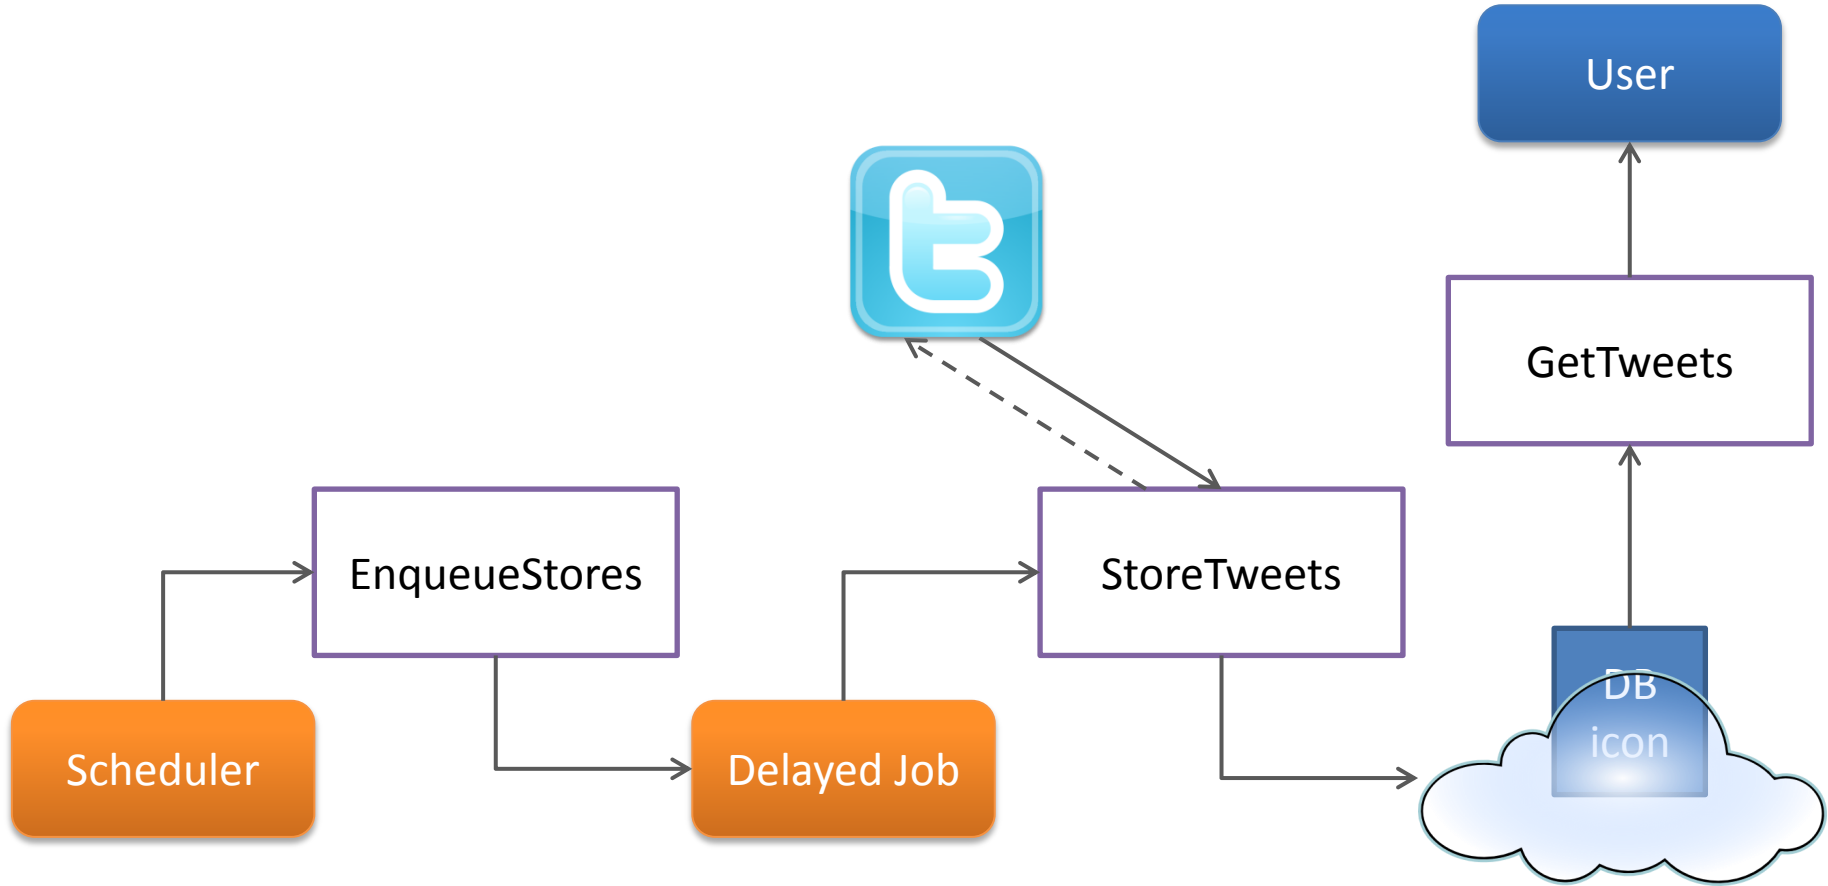 User
GetTweets
EnqueueStores
StoreTweets
DB
icon
Scheduler
Delayed Job